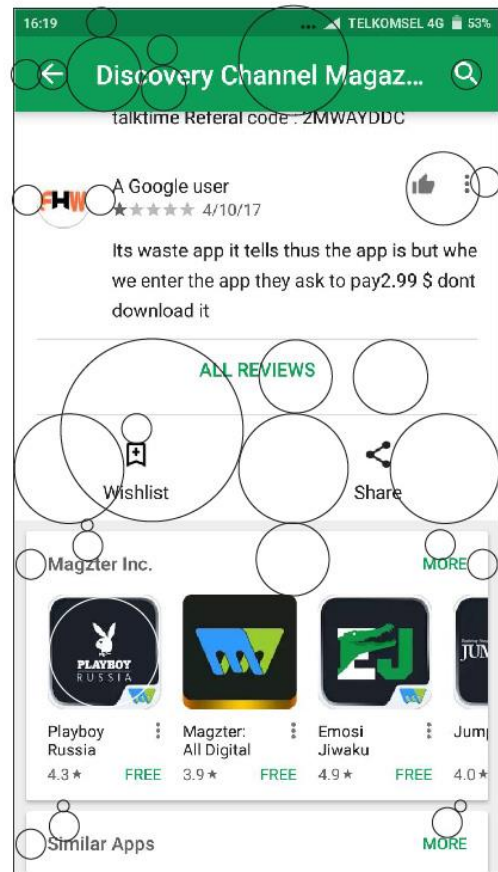 16:19 ... TELKOMSEL 4G 53%
Discovery Channel Magaz...
talktime Referal code : 2MWAYDDC
FHW
A Google user
4/10/17
Its waste app it tells thus the app is but whe
we enter the app they ask to pay2.99 $ dont
download it
ALL REVIEWS
Wishlist Share
Magzter Inc. MORE
PLAYBOY
RUSSIA
EJ
JUM
Playboy Magzter: Emosi Jump
Russia All Digital Jiwaku
4.3★ FREE 3.9★ FREE 4.9★ FREE 4.0★
Similar Apps MORE